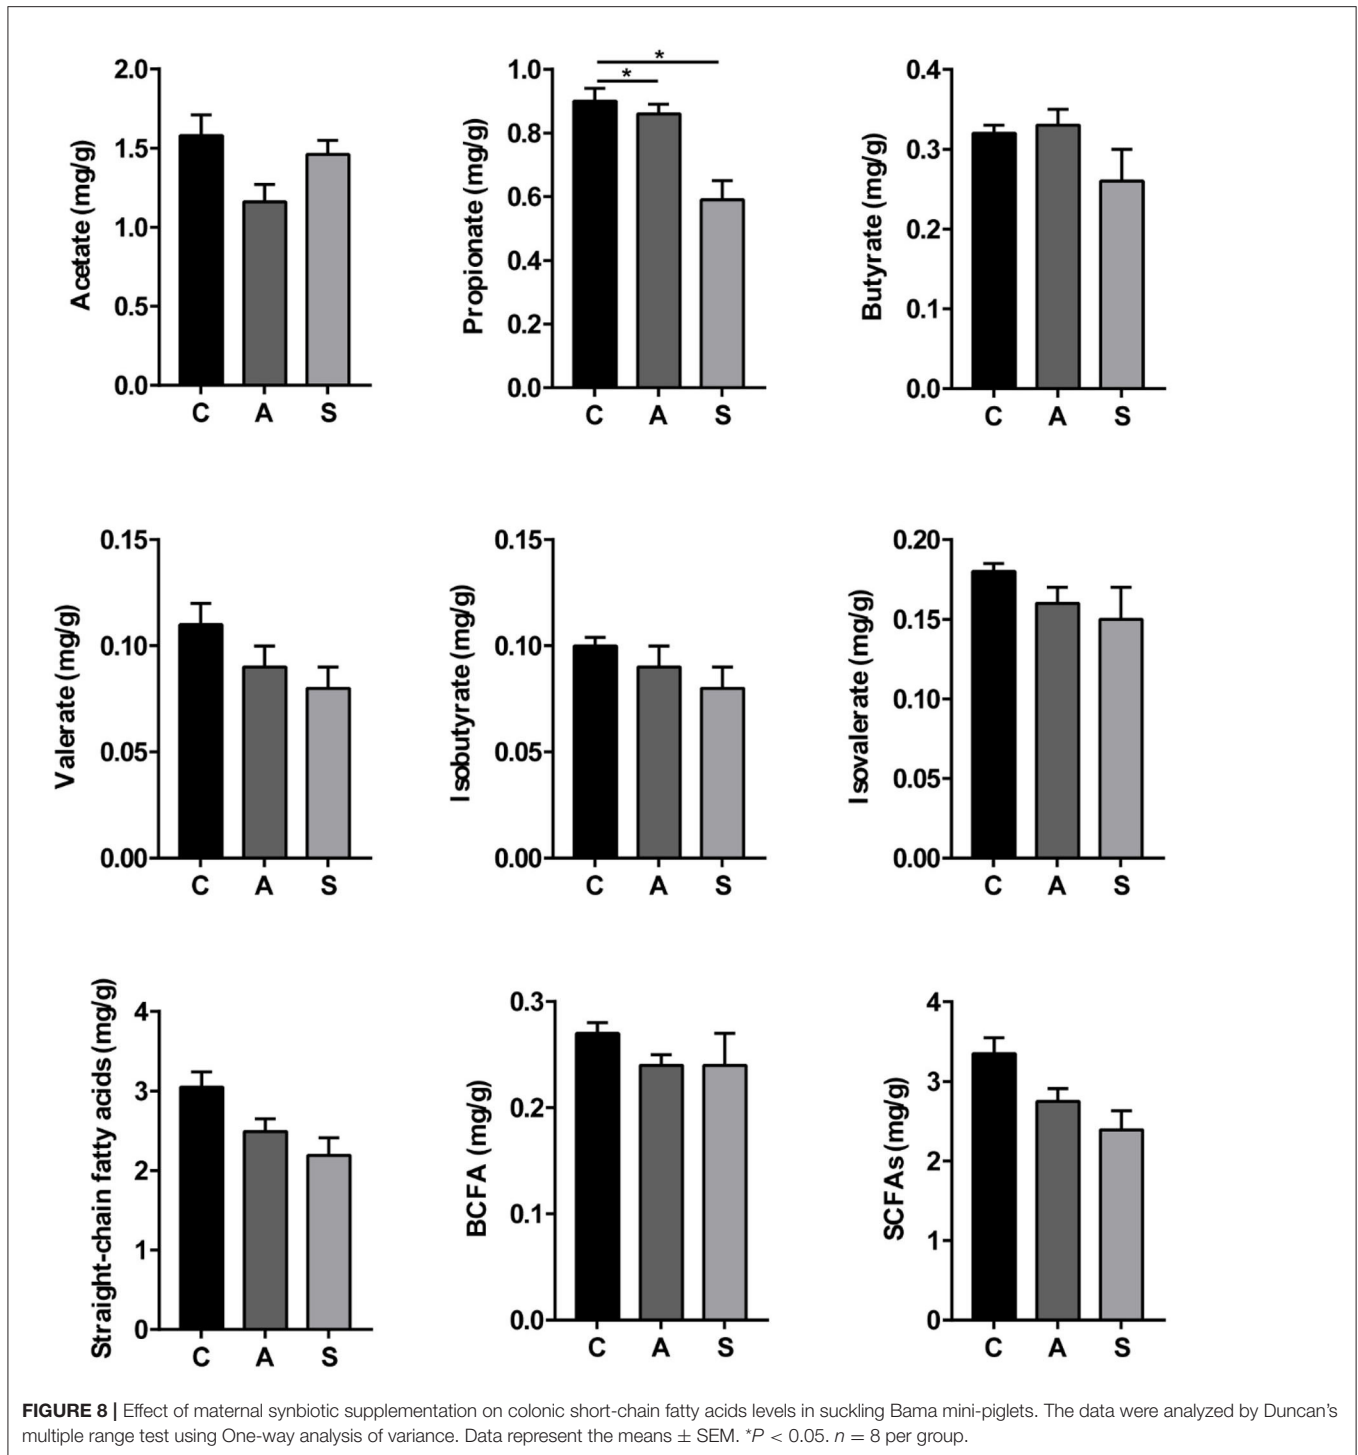 2.0
1.5
1.0
0.5
0.0
Acetate (mg/g)
C A S
* *
1.0
0.8
0.6
0.4
0.2
0.0
Propionate (mg/g)
C A S
0.4
0.3
0.2
0.1
0.0
Butyrate (mg/g)
C A S
0.15
0.10
0.05
0.00
Valerate (mg/g)
C A S
0.15
0.10
0.05
0.00
Isobutyrate (mg/g)
C A S
0.20
0.15
0.10
0.05
0.00
Isovalerate (mg/g)
C A S
4
3
2
1
0
Straight-chain fatty acids (mg/g)
C A S
0.3
0.2
0.1
0.0
BCFA (mg/g)
C A S
4
3
2
1
0
SCFAs (mg/g)
C A S
FIGURE 8 | Effect of maternal synbiotic supplementation on colonic short-chain fatty acids levels in suckling Bama mini-piglets. The data were analyzed by Duncan's
multiple range test using One-way analysis of variance. Data represent the means ± SEM. *P < 0.05. n = 8 per group.